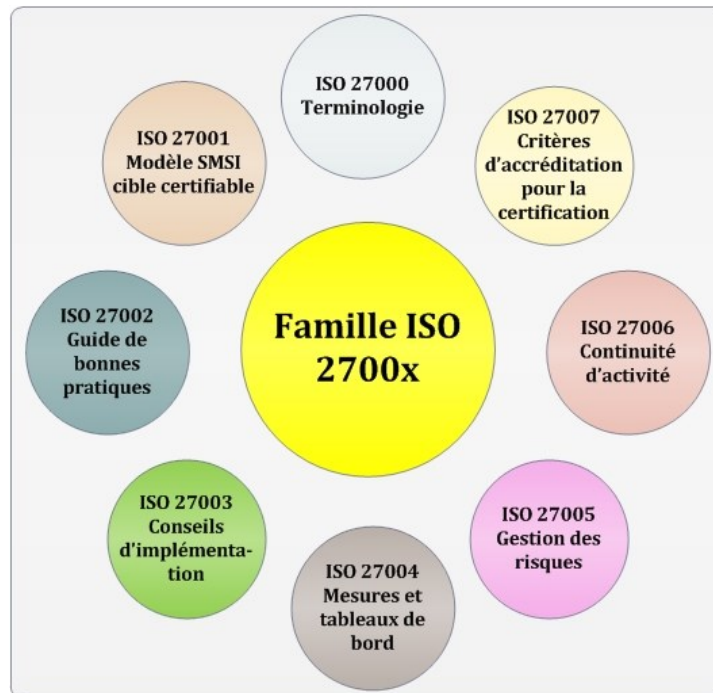 ISO 27000
Terminologie
ISO 27001
Modèle SMSI
cible certifiable
ISO 27007
Critères
d'accréditation
pour la
certification
ISO 27002
Guide de
bonnes
pratiques
Famille ISO
2700x
ISO 27006
Continuité
d'activité
ISO 27003
Conseils
d'implémenta-
tion
ISO 27004
Mesures et
tableaux de
bord
ISO 27005
Gestion des
risques